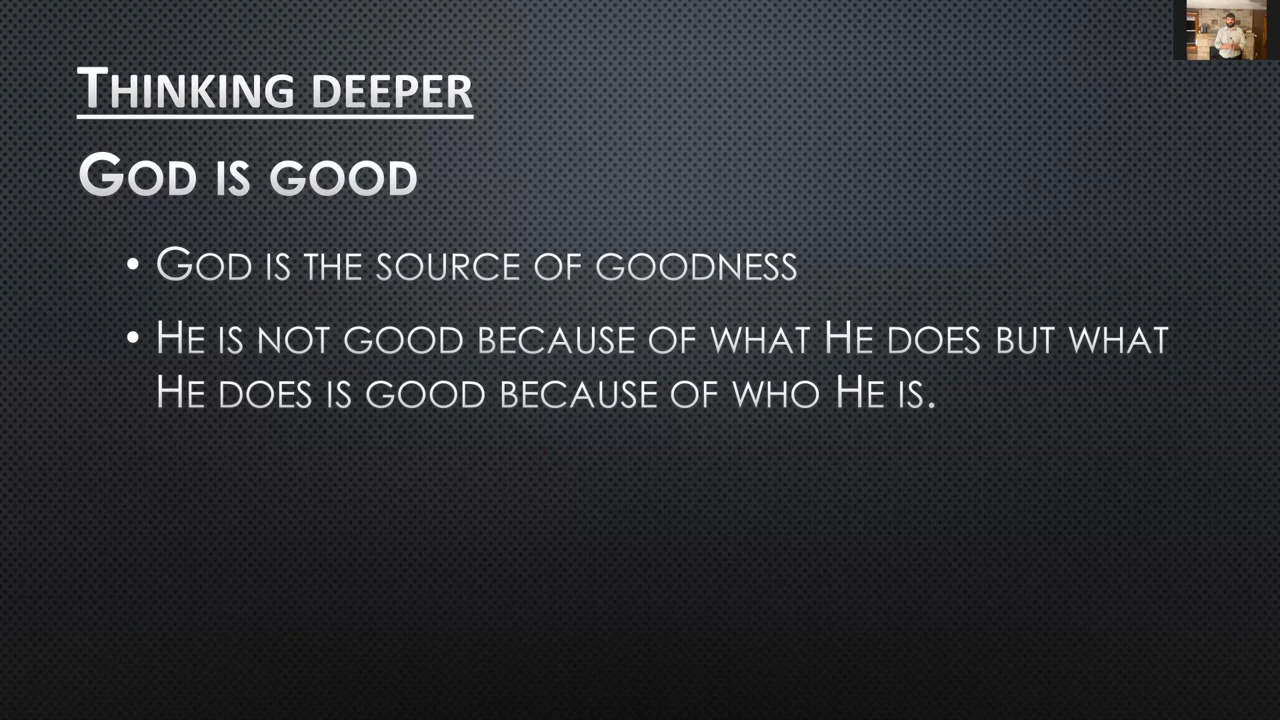 Thinking deeper
God is good
• God is the source of goodness
• He is not good because of what He does but what
He does is good because of who He is.